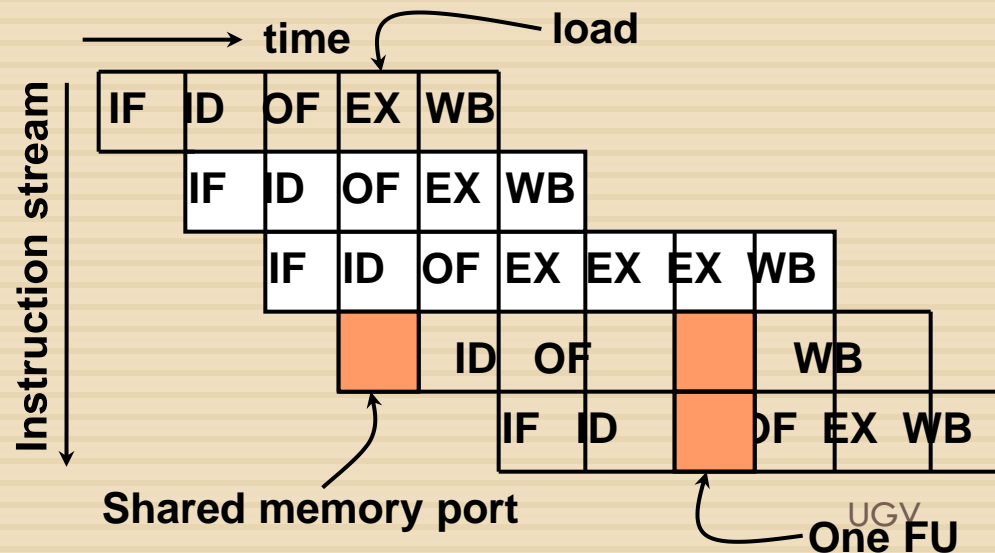 time
load
Instruction stream
IF ID OF EX WB
IF ID OF EX WB
IF ID OF EX EX EX WB
ID OF WB
IF ID OF EX WB
Shared memory port
UGV
One FU